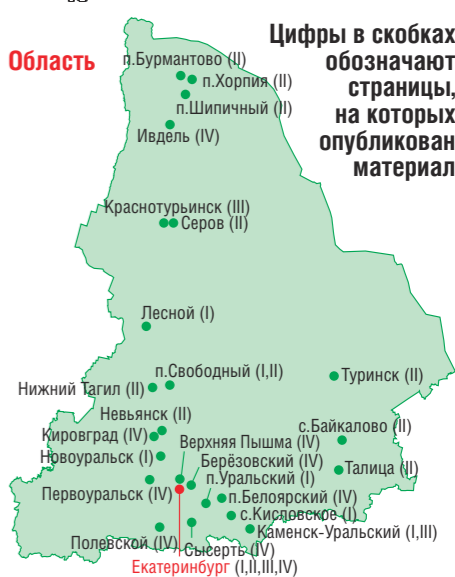 Область
Цифры в скобках
обозначают
страницы,
на которых
опубликован
материал
п.Бурмантово (II)
п.Хорпия (II)
п.Шипичный (II)
Ивдель (IV)
Краснотурьинск (III)
Серов (II)
Лесной (I)
п.Свободный (I,II)
Нижний Тагил (II)
Туринск (II)
Невьянск (II)
с.Байкалово (II)
Кировград (IV)
Верхняя Пышма (IV)
Новоуральск (I)
Берёзовский (IV)
Талица (II)
п.Уральский (I)
Первоуральск (IV)
п.Белоярский (IV)
с.Кисловское (I)
Каменск-Уральский (I,III)
Полевской (IV)
Сысерть (IV)
Екатеринбург (I,II,III,IV)